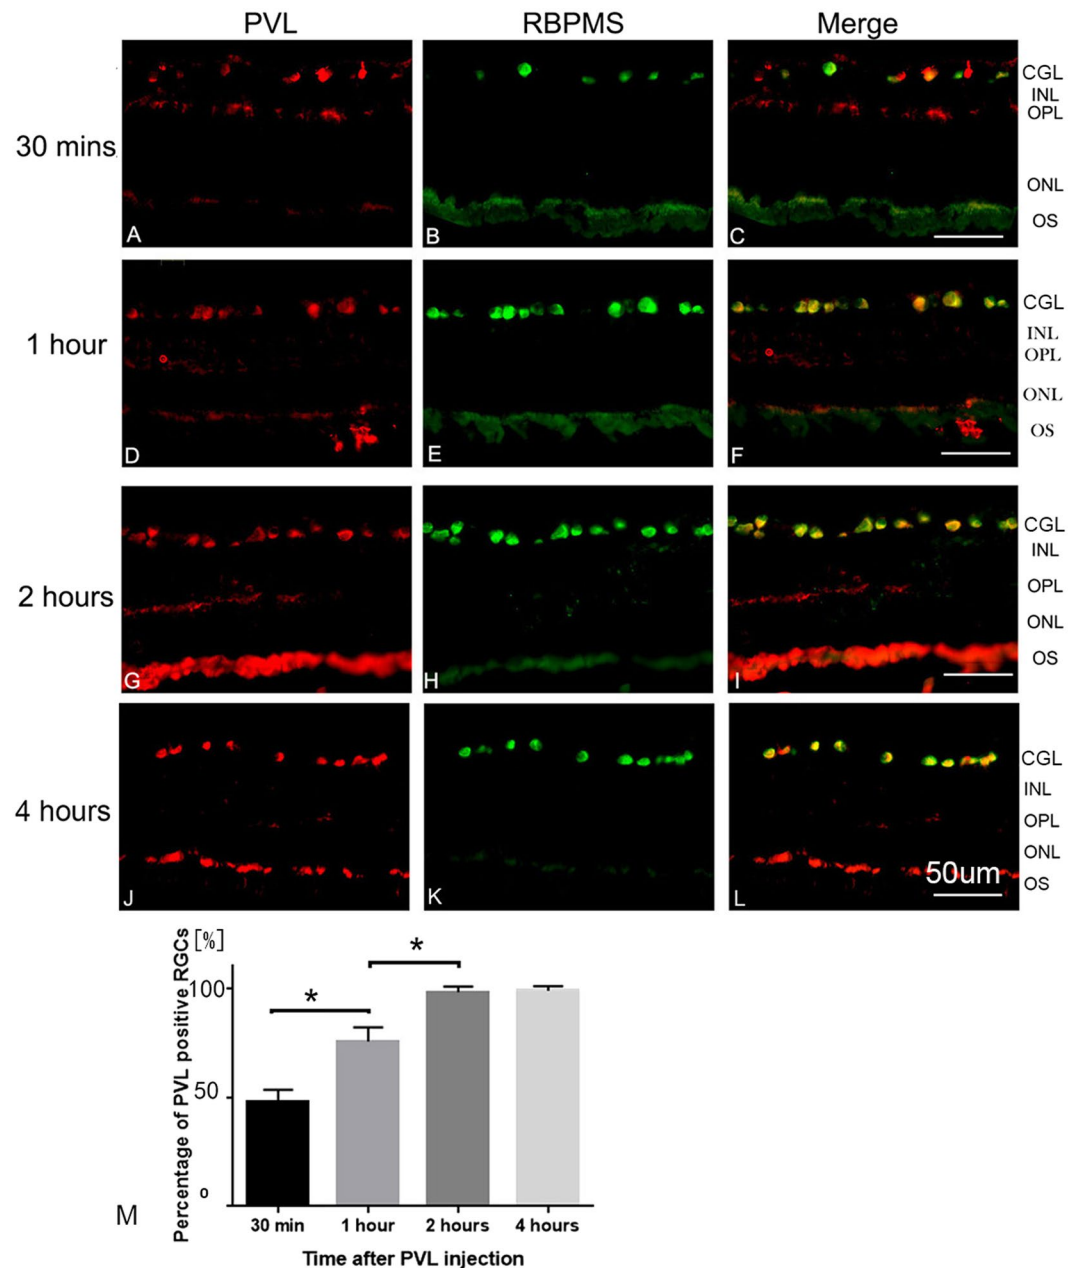 PVL RBPMS Merge
30 mins
A B C
CGL
INL
OPL
ONL
OS
1 hour
D E F
CGL
INL
OPL
ONL
OS
2 hours
G H I
CGL
INL
OPL
ONL
OS
4 hours
J K L
50um
CGL
INL
OPL
ONL
OS
M
Percentage of PVL positive RGCs [%]
100
50
0
* *
30 min 1 hour 2 hours 4 hours
Time after PVL injection